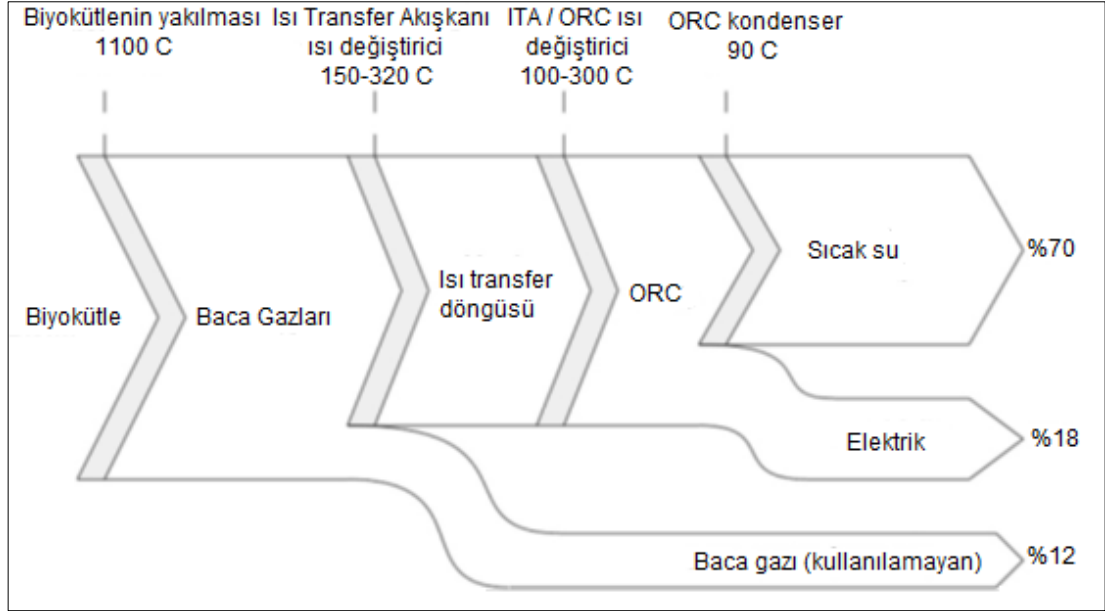 Biyokütlenin yakılması
1100 C
Isı Transfer Akışkanı
ısı değiştirici
150-320 C
ITA / ORC ısı
değiştirici
100-300 C
ORC kondenser
90 C
Biyokütle
Baca Gazları
Isı transfer
döngüsü
ORC
Sıcak su
%70
Elektrik
%18
Baca gazı (kullanılamayan)
%12